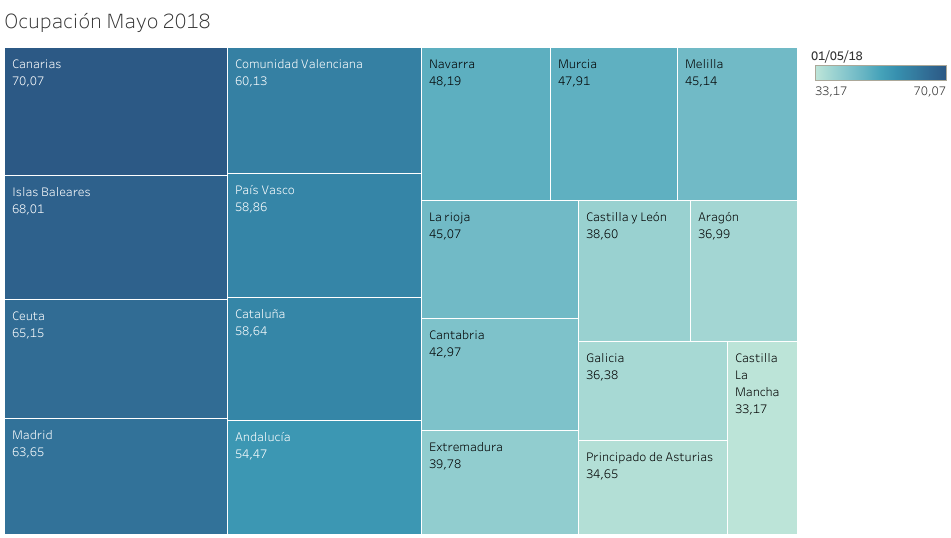 Ocupación Mayo 2018
Canarias
70,07
Islas Baleares
68,01
Ceuta
65,15
Madrid
63,65
Comunidad Valenciana
60,13
País Vasco
58,86
Cataluña
58,64
Andalucía
54,47
Navarra
48,19
Murcia
47,91
Melilla
45,14
La rioja
45,07
Cantabria
42,97
Extremadura
39,78
Castilla y León
38,60
Aragón
36,99
Galicia
36,38
Principado de Asturias
34,65
Castilla
La
Mancha
33,17
01/05/18
33,17 70,07